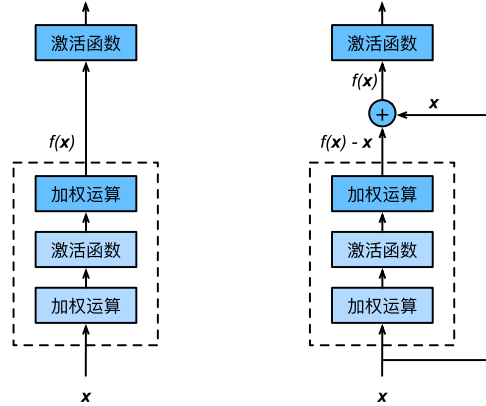 激活函数
f(x)
加权运算
激活函数
加权运算
x
激活函数
f(x)
x
+
f(x) - x
加权运算
激活函数
加权运算
x